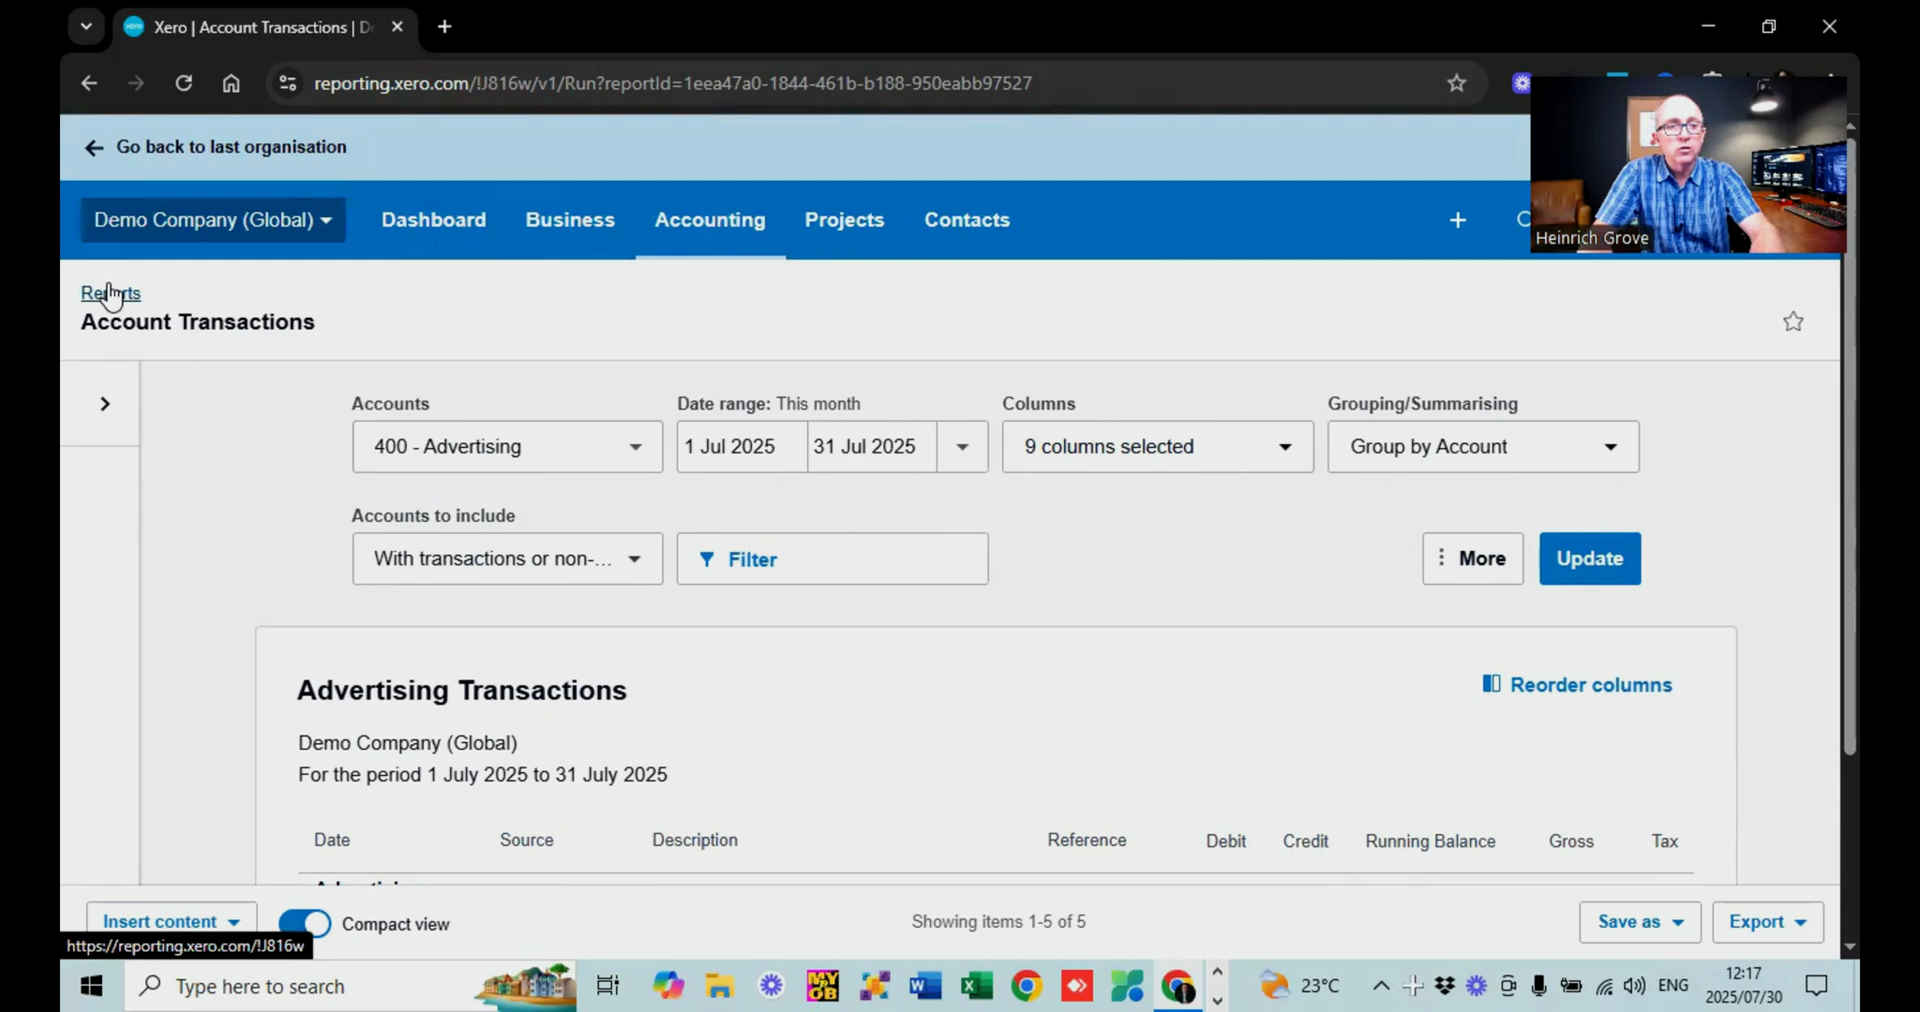 Xero | Account Transactions | De
reporting.xero.com/!J816w/v1/Run?reportId=1eea47a0-1844-461b-b188-950eabb97527
Go back to last organisation
Demo Company (Global)
Dashboard
Business
Accounting
Projects
Contacts
Heinrich Grove
Reports
Account Transactions
Accounts
Date range: This month
Columns
Grouping/Summarising
400 - Advertising
1 Jul 2025
31 Jul 2025
9 columns selected
Group by Account
Accounts to include
With transactions or non-...
Filter
More
Update
Advertising Transactions
Reorder columns
Demo Company (Global)
For the period 1 July 2025 to 31 July 2025
Date Source Description Reference Debit Credit Running Balance Gross Tax
Insert content
Compact view
Showing items 1-5 of 5
Save as
Export
https://reporting.xero.com/!J816w
Type here to search
MY OB
23°C
ENG
12:17
2025/07/30